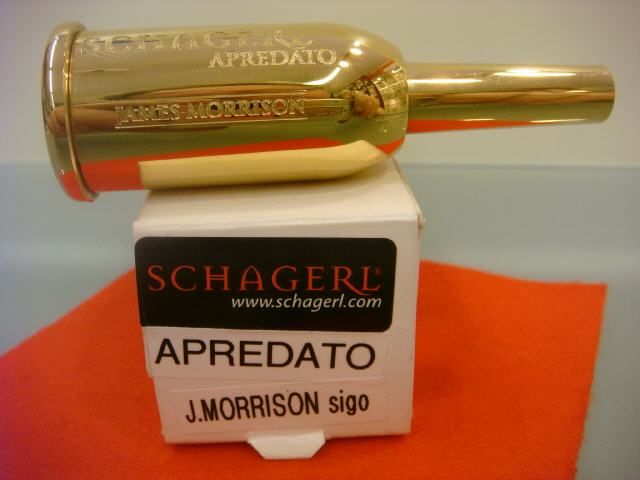 SCHAGERL
APREDATO
JAMES MORRISON
SCHAGERL®
www.schagerl.com
APREDATO
J.MORRISON sigo